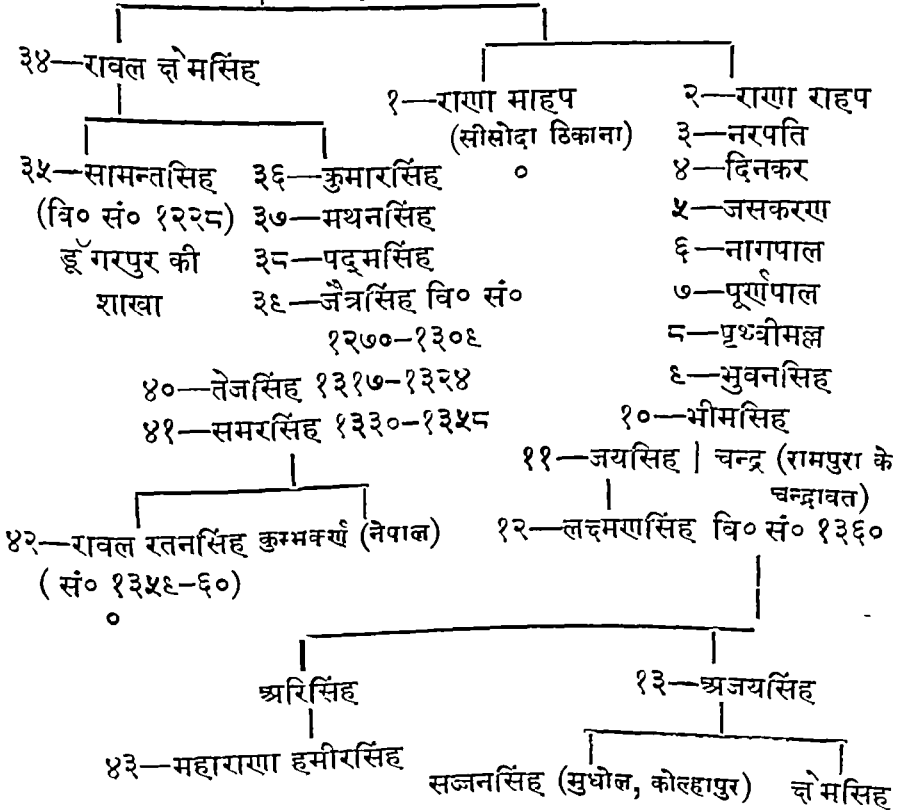 ३४—रावल क्षेमसिंह
१—राणा माहप
(सीसोदा ठिकाना)
०
२—राणा राहप
३—नरपति
४—दिनकर
५—जसकरण
६—नागपाल
७—पूर्णपाल
८—पृथ्वीमल्ल
९—भुवनसिह
१०—भीमसिह
११—जयसिह | चन्द्र (रामपुरा के
चन्द्रावत)
१२—लक्ष्मणसिंह वि० सं० १३६०
३५—सामन्तसिंह
(वि० सं० १२२८)
डूँगरपुर की
शाखा
३६—कुमारसिंह
३७—मथनसिंह
३८—पद्मसिंह
३९—जैत्रसिंह वि० सं०
१२७०–१३०९
४०—तेजसिंह १३१७–१३२४
४१—समरसिंह १३३०–१३५८
४२—रावल रतनसिंह कुम्भकर्ण (नेपाल)
( सं० १३५९–६०)
०
अरिसिंह
१३—अजयसिंह
४३—महाराणा हमीरसिंह
सज्जनसिंह (मुधोल, कोल्हापुर) क्षेमसिह